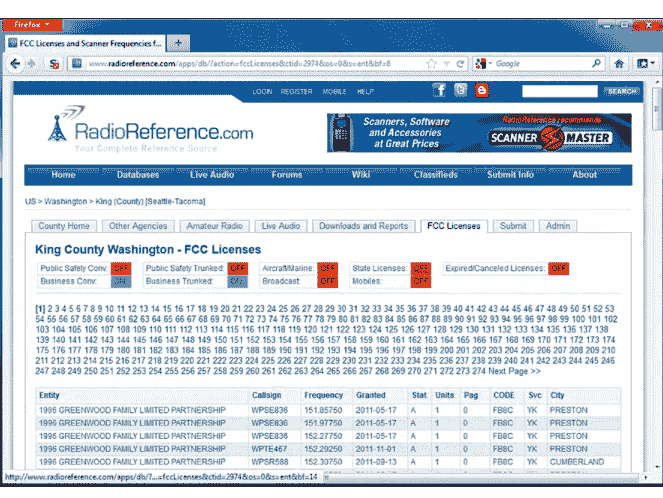 Firefox
FCC Licenses and Scanner Frequencies f...
www.radioreference.com/apps/db/?action=fccLicenses&ctid=2974&os=0&s=ent&bf=6
Google
LOGIN REGISTER MOBILE HELP
SEARCH
RadioReference.com
Your Complete Reference Source
Scanners, Software
and Accessories
at Great Prices
RadioReference recommends
SCANNER MASTER
Home Databases Live Audio Forums Wiki Classifieds Submit Info About
US > Washington > King (County) [Seattle-Tacoma]
County Home Other Agencies Amateur Radio Live Audio Downloads and Reports FCC Licenses Submit Admin
King County Washington - FCC Licenses
Public Safety Conv: OFF Public Safety Trunked: OFF Aircraft/Marine: OFF State Licenses: OFF Expired/Canceled Licenses: OFF
Business Conv: ON Business Trunked: ON Broadcast: OFF Mobiles: OFF
[1] 2 3 4 5 6 7 8 9 10 11 12 13 14 15 16 17 18 19 20 21 22 23 24 25 26 27 28 29 30 31 32 33 34 35 36 37 38 39 40 41 42 43 44 45 46 47 48 49 50 51 52 53
54 55 56 57 58 59 60 61 62 63 64 65 66 67 68 69 70 71 72 73 74 75 76 77 78 79 80 81 82 83 84 85 86 87 88 89 90 91 92 93 94 95 96 97 98 99 100 101 102
103 104 105 106 107 108 109 110 111 112 113 114 115 116 117 118 119 120 121 122 123 124 125 126 127 128 129 130 131 132 133 134 135 136 137 138
139 140 141 142 143 144 145 146 147 148 149 150 151 152 153 154 155 156 157 158 159 160 161 162 163 164 165 166 167 168 169 170 171 172 173 174
175 176 177 178 179 180 181 182 183 184 185 186 187 188 189 190 191 192 193 194 195 196 197 198 199 200 201 202 203 204 205 206 207 208 209 210
211 212 213 214 215 216 217 218 219 220 221 222 223 224 225 226 227 228 229 230 231 232 233 234 235 236 237 238 239 240 241 242 243 244 245 246
247 248 249 250 251 252 253 254 255 256 257 258 259 260 261 262 263 264 265 266 267 268 269 270 271 272 273 274 Next Page >>
Entity Callsign Frequency Granted Stat Units Pag CODE Svc City
1996 GREENWOOD FAMILY LIMITED PARTNERSHIP WPSE836 151.85750 2011-05-17 A 1 0 FB8C YK PRESTON
1996 GREENWOOD FAMILY LIMITED PARTNERSHIP WPSE836 151.97750 2011-05-17 A 1 0 FB8C YK PRESTON
1996 GREENWOOD FAMILY LIMITED PARTNERSHIP WPSE836 152.27750 2011-05-17 A 1 0 FB8C YK PRESTON
1996 GREENWOOD FAMILY LIMITED PARTNERSHIP WPTE467 152.29250 2011-11-01 A 1 0 FB8C YK PRESTON
1996 GREENWOOD FAMILY LIMITED PARTNERSHIP WPSR588 152.30750 2011-09-13 A 1 0 FB8C YK CUMBERLAND
http://www.radioreference.com/apps/db/?...=fccLicenses&ctid=2974&os=0&s=ent&bf=14